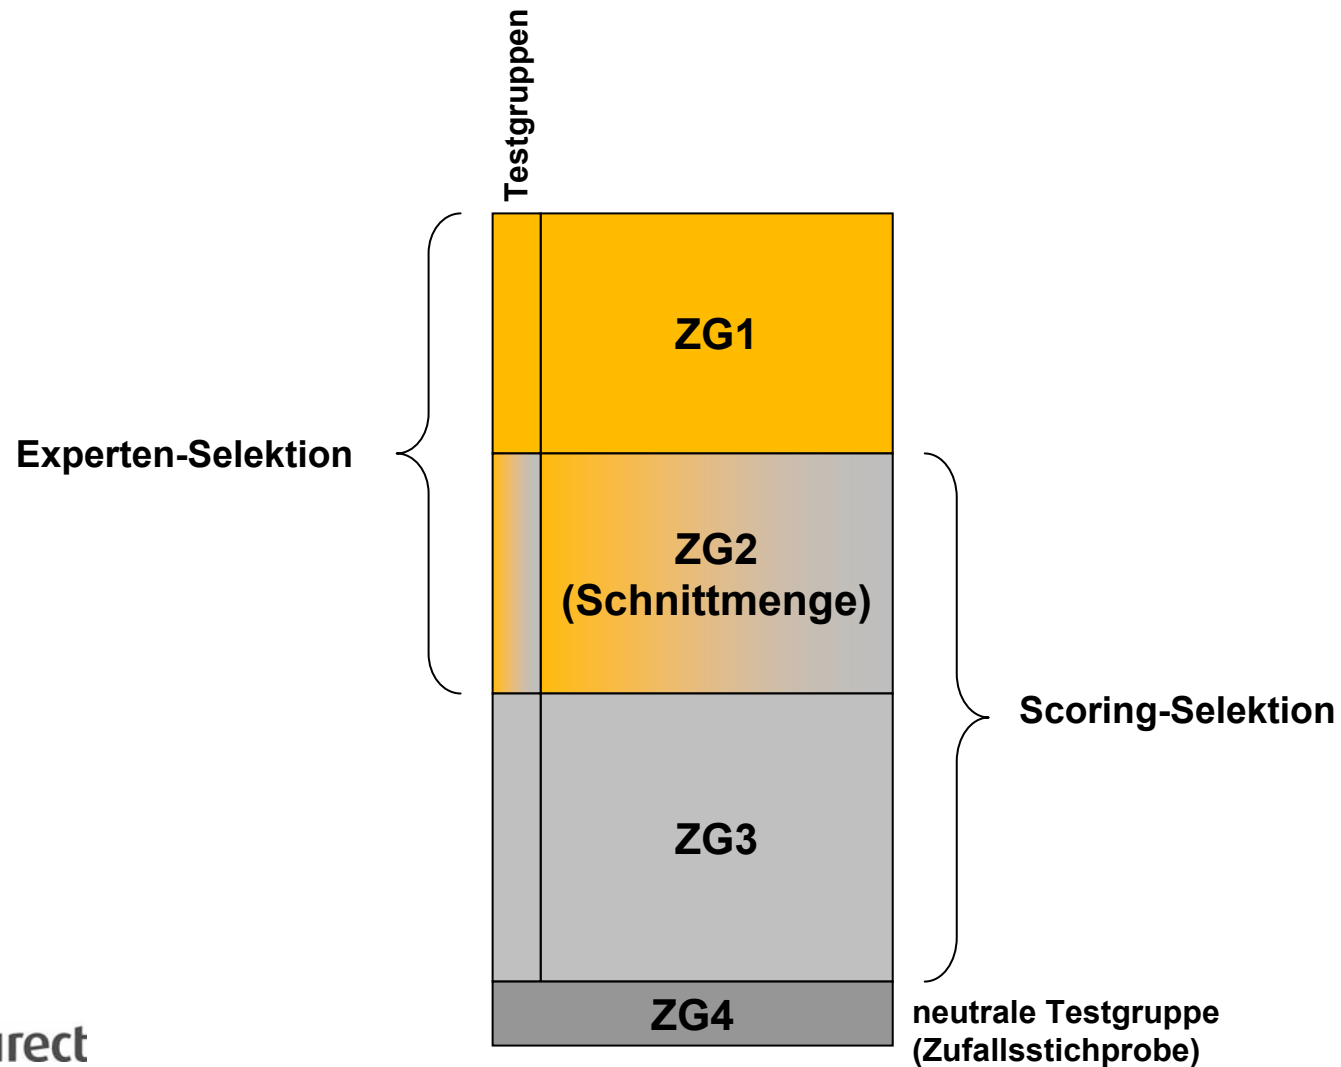 Testgruppen
ZG1
Experten-Selektion
ZG2
(Schnittmenge)
Scoring-Selektion
ZG3
ZG4
neutrale Testgruppe
(Zufallsstichprobe)